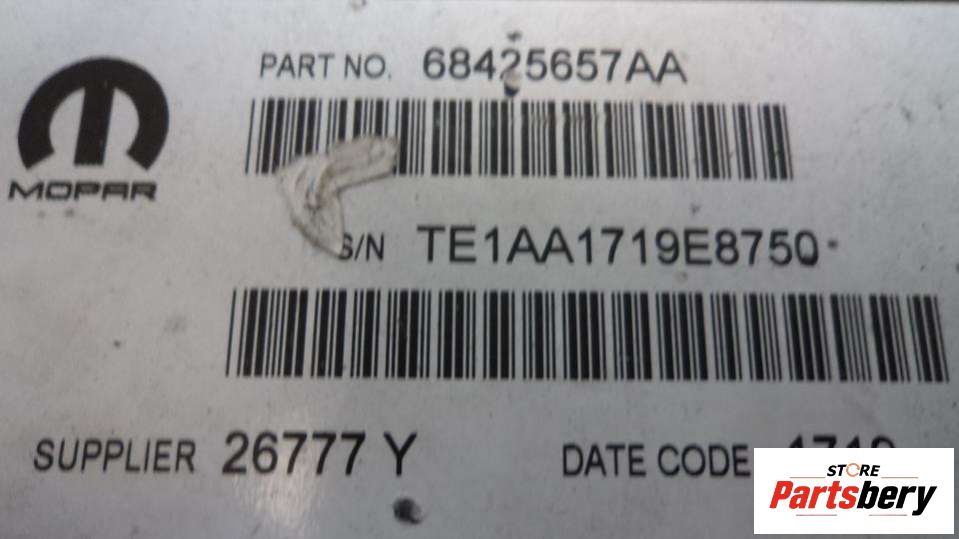 PART NO. 68425657AA
MOPAR
S/N TE1AA1719E8750
SUPPLIER 26777 Y
DATE CODE
STORE
Partsbery